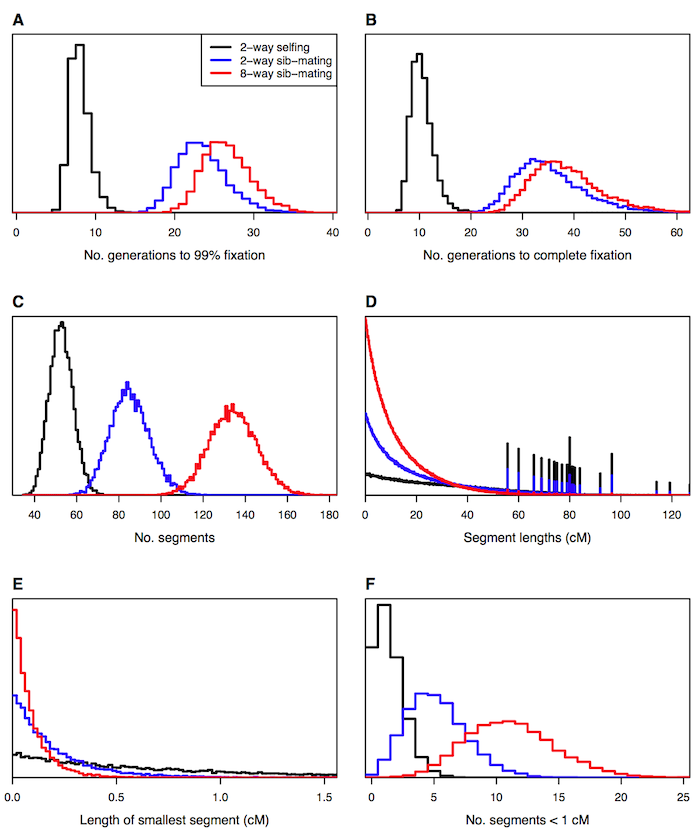 A
2−way selfing
2−way sib−mating
8−way sib−mating
0 10 20 30 40
No. generations to 99% fixation
B
0 10 20 30 40 50 60
No. generations to complete fixation
C
40 60 80 100 120 140 160 180
No. segments
D
0 20 40 60 80 100 120
Segment lengths (cM)
E
0.0 0.5 1.0 1.5
Length of smallest segment (cM)
F
0 5 10 15 20 25
No. segments < 1 cM